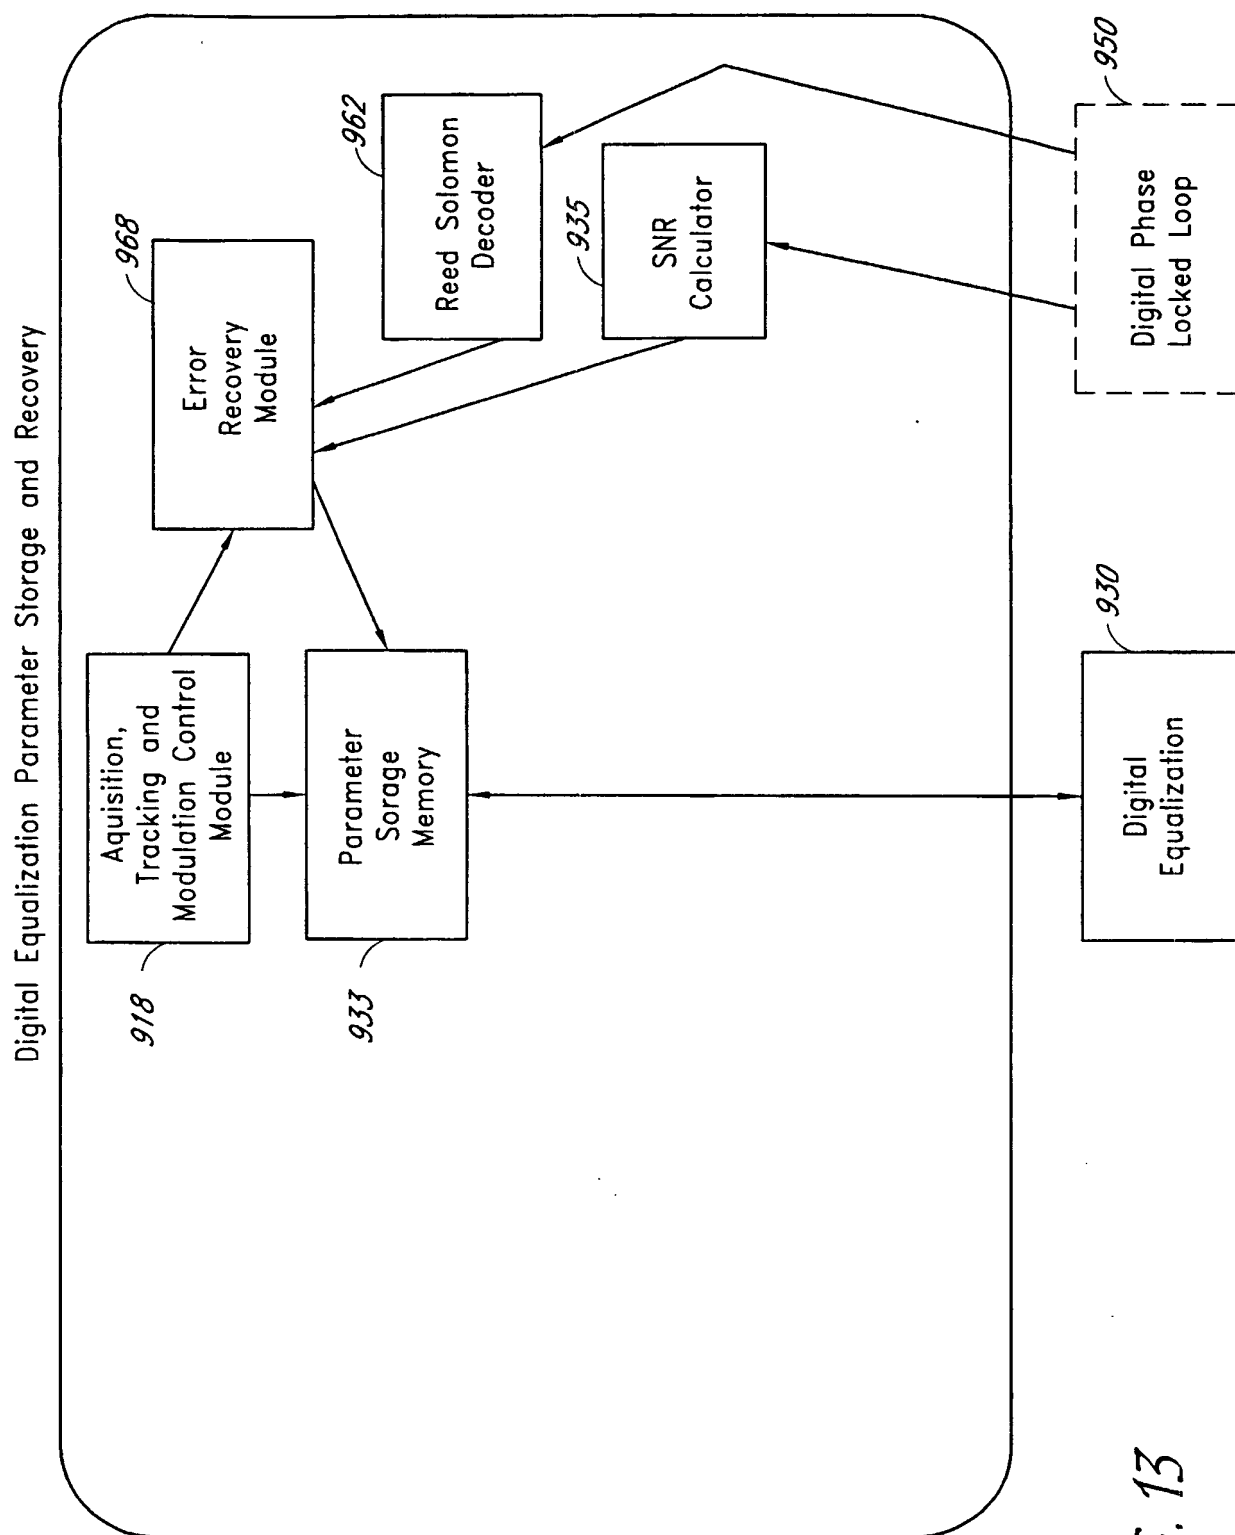 Digital Equalization Parameter Storage and Recovery
918
Aquisition,
Tracking and
Modulation Control
Module
968
Error
Recovery
Module
933
Parameter
Sorage
Memory
962
Reed Solomon
Decoder
935
SNR
Calculator
930
Digital
Equalization
950
Digital Phase
Locked Loop
13